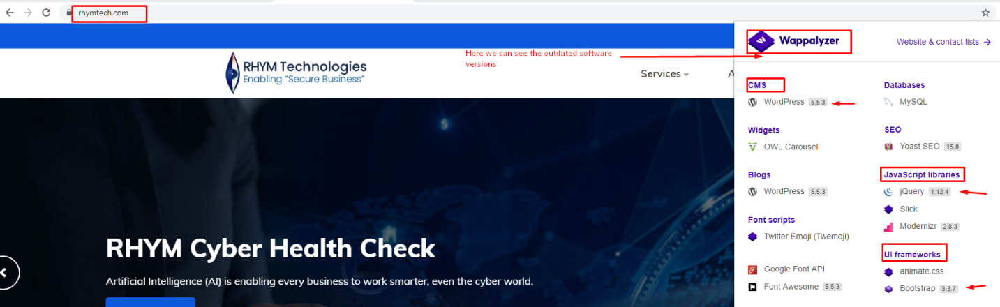 rhymtech.com
Wappalyzer
Website & contact lists →
Here we can see the outdated software
versions
RHYM Technologies
Enabling "Secure Business"
Services
A
CMS
WordPress 5.5.3
Widgets
OWL Carousel
Blogs
WordPress 5.5.3
Font scripts
Twitter Emoji (Twemoji)
Google Font API
Font Awesome 5.5.3
Databases
MySQL
SEO
Yoast SEO 15.0
JavaScript libraries
jQuery 1.12.4
Slick
Modernizr 2.8.3
UI frameworks
animate.css
Bootstrap 3.3.7
RHYM Cyber Health Check
Artificial Intelligence (AI) is enabling every business to work smarter, even the cyber world.